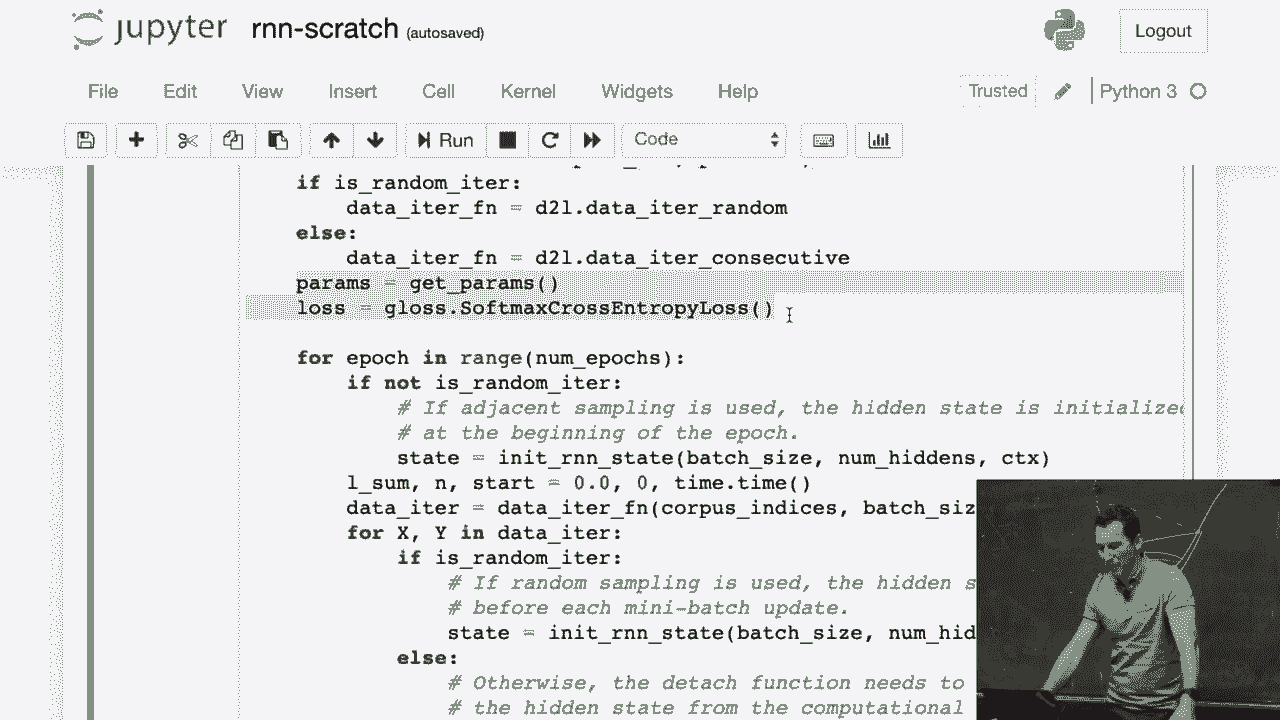 jupyter rnn-scratch (autosaved)
Logout
File Edit View Insert Cell Kernel Widgets Help
Trusted Python 3
Run Code
if is_random_iter:
data_iter_fn = d2l.data_iter_random
else:
data_iter_fn = d2l.data_iter_consecutive
params = get_params()
loss = gloss.SoftmaxCrossEntropyLoss()
for epoch in range(num_epochs):
if not is_random_iter:
# If adjacent sampling is used, the hidden state is initialized
# at the beginning of the epoch.
state = init_rnn_state(batch_size, num_hiddens, ctx)
l_sum, n, start = 0.0, 0, time.time()
data_iter = data_iter_fn(corpus_indices, batch_siz
for X, Y in data_iter:
if is_random_iter:
# If random sampling is used, the hidden s
# before each mini-batch update.
state = init_rnn_state(batch_size, num_hid
else:
# Otherwise, the detach function needs to
# the hidden state from the computational